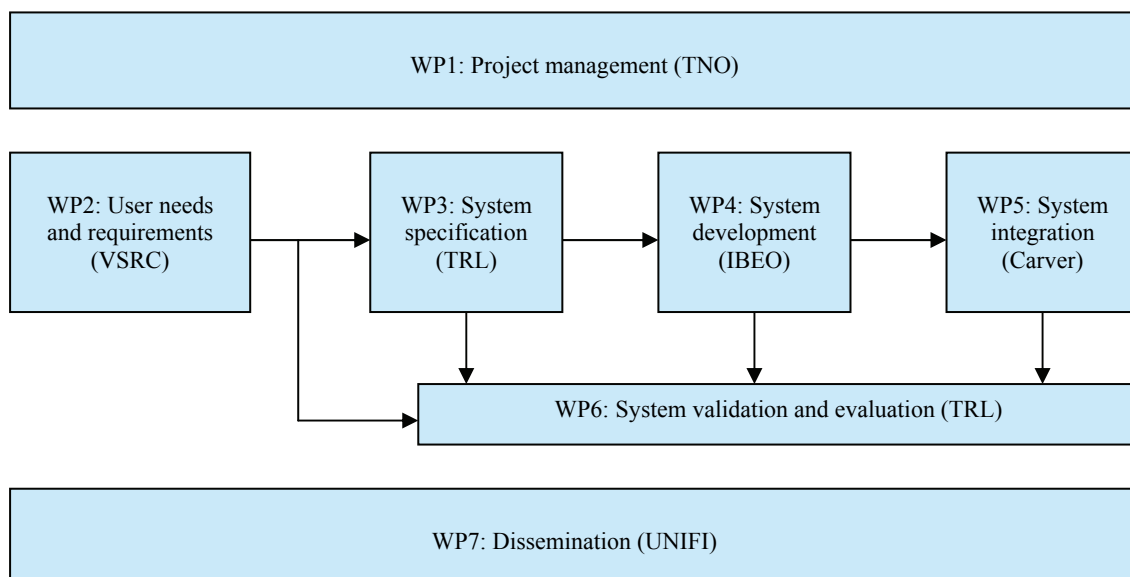 WP1: Project management (TNO)
WP2: User needs
and requirements
(VSRC)
WP3: System
specification
(TRL)
WP4: System
development
(IBEO)
WP5: System
integration
(Carver)
WP6: System validation and evaluation (TRL)
WP7: Dissemination (UNIFI)